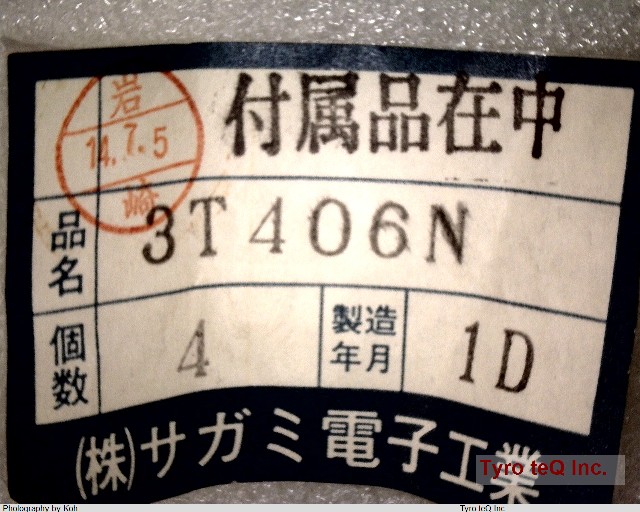 付属品在中
岩
14.7.5
崎
品名 3T406N
個数 4 製造年月 1D
(株)サガミ電子工業
Tyro teQ Inc.
Photography by Koh Tyro teQ Inc